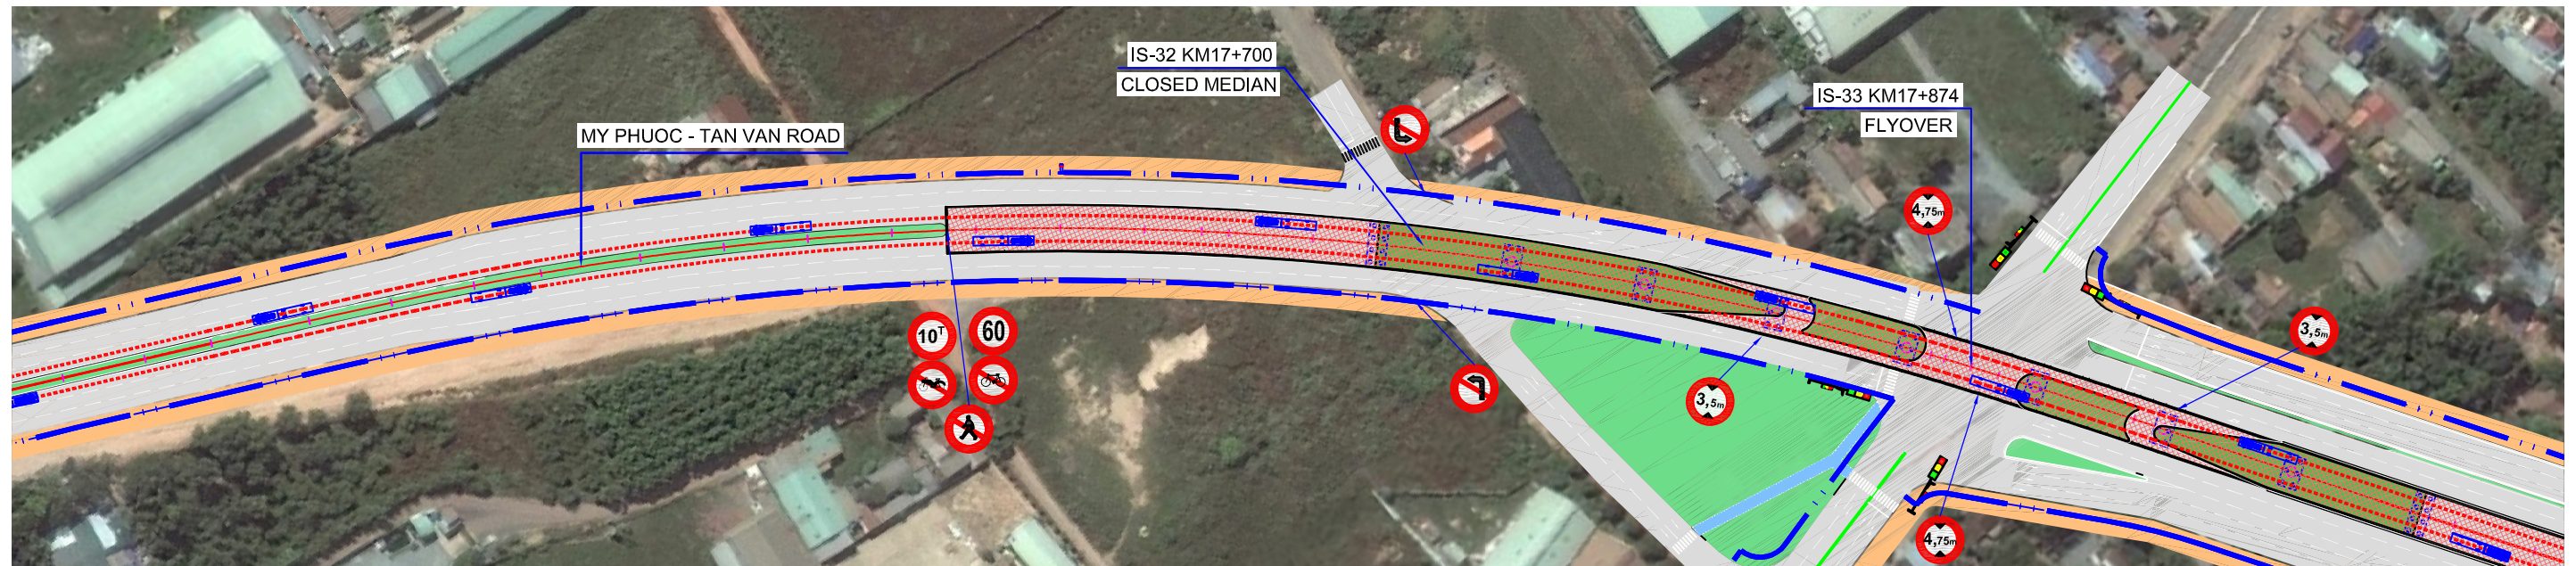 IS-32 KM17+700
CLOSED MEDIAN
IS-33 KM17+874
FLYOVER
MY PHUOC - TAN VAN ROAD
4,75m
10T
60
3,5m
3,5m
4,75m